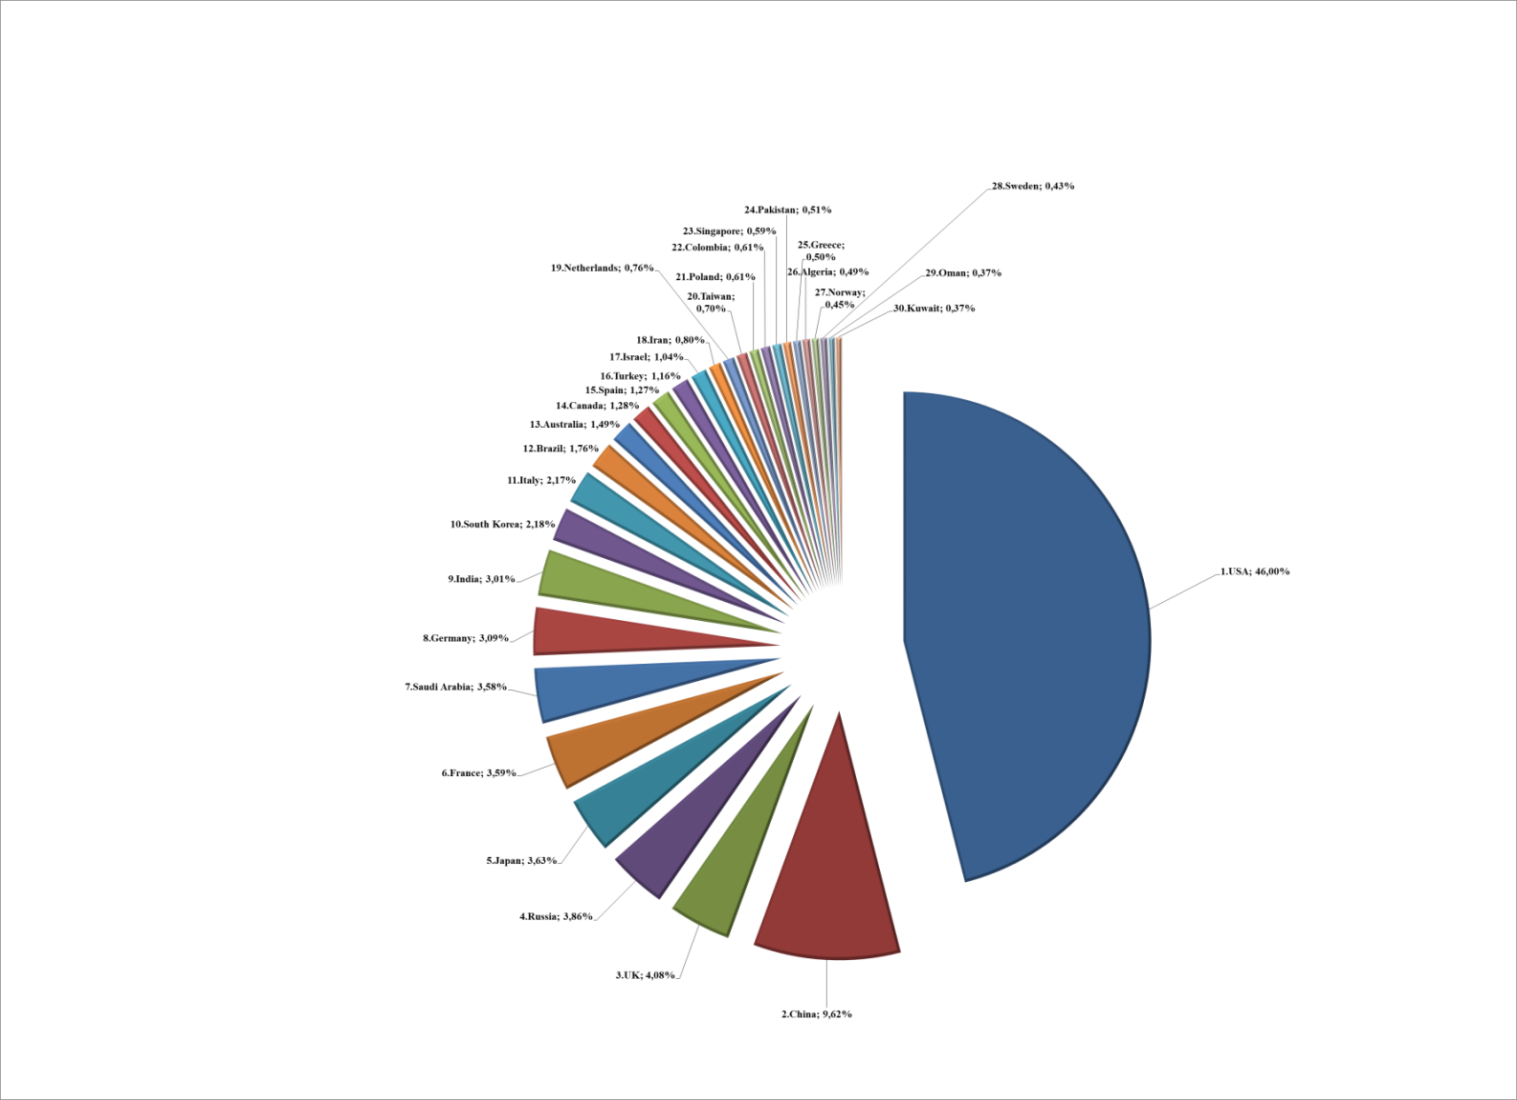 1.USA; 46,00%
2.China; 9,62%
3.UK; 4,08%
4.Russia; 3,86%
5.Japan; 3,63%
6.France; 3,59%
7.Saudi Arabia; 3,58%
8.Germany; 3,09%
9.India; 3,01%
10.South Korea; 2,18%
11.Italy; 2,17%
12.Brazil; 1,76%
13.Australia; 1,49%
14.Canada; 1,28%
15.Spain; 1,27%
16.Turkey; 1,16%
17.Israel; 1,04%
18.Iran; 0,80%
19.Netherlands; 0,76%
20.Taiwan;
0,70%
21.Poland; 0,61%
22.Colombia; 0,61%
23.Singapore; 0,59%
24.Pakistan; 0,51%
25.Greece;
0,50%
26.Algeria; 0,49%
27.Norway;
0,45%
28.Sweden; 0,43%
29.Oman; 0,37%
30.Kuwait; 0,37%